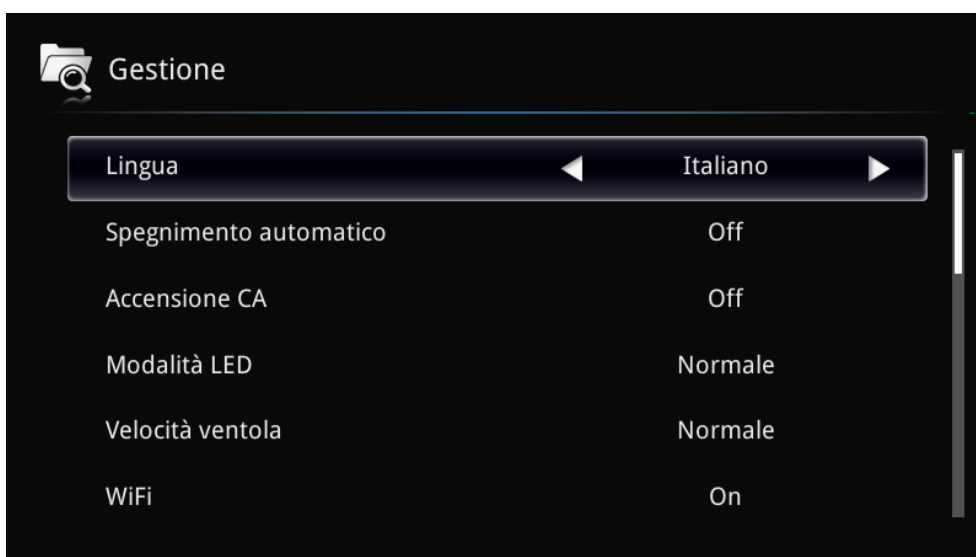 Gestione
Lingua Italiano
Spegnimento automatico Off
Accensione CA Off
Modalità LED Normale
Velocità ventola Normale
WiFi On